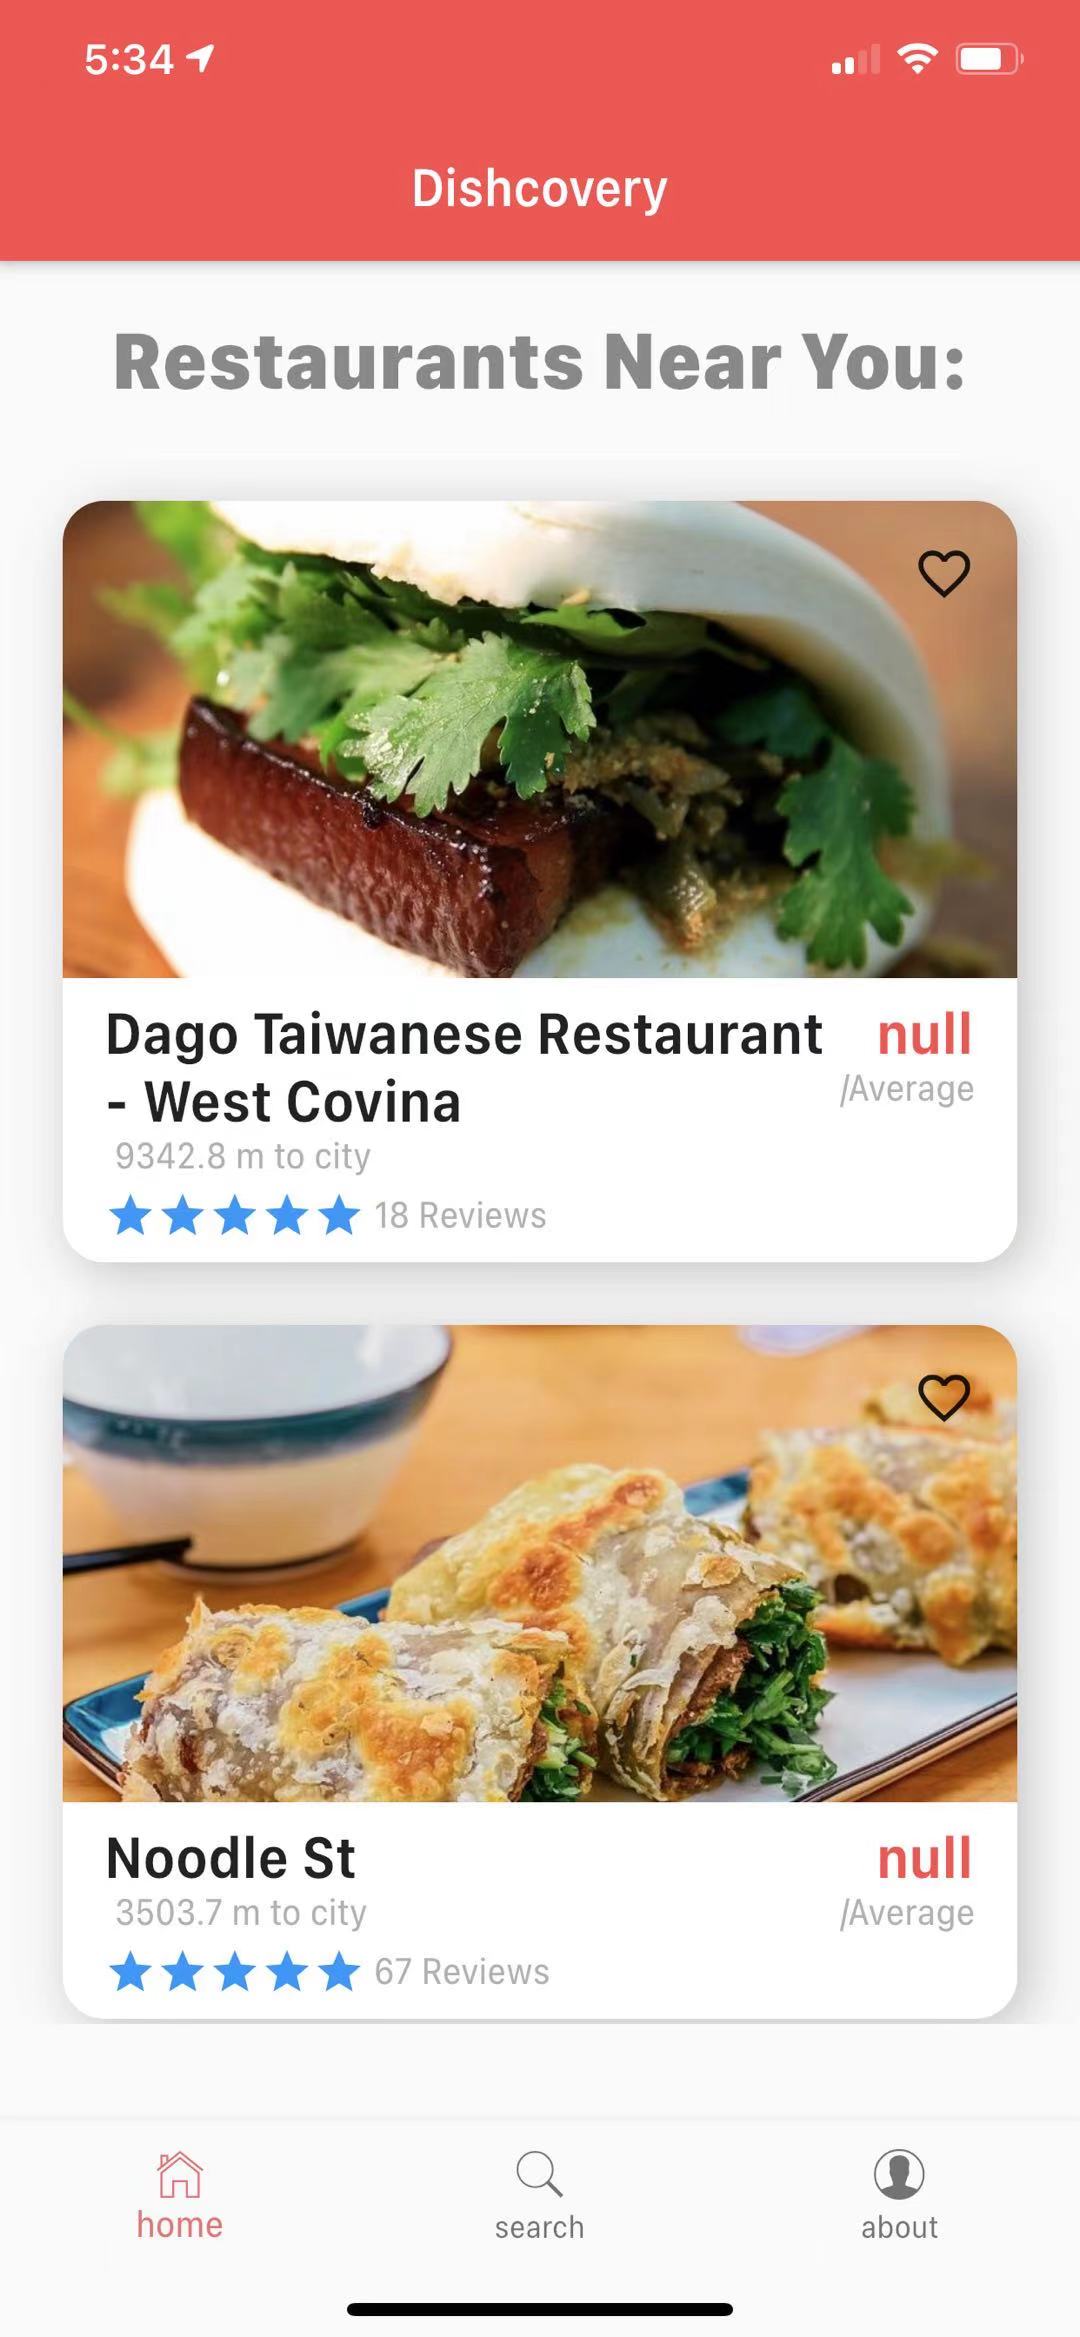 5:34
Dishcovery
Restaurants Near You:
Dago Taiwanese Restaurant
- West Covina
null
/Average
9342.8 m to city
18 Reviews
Noodle St
null
3503.7 m to city
/Average
67 Reviews
home
search
about